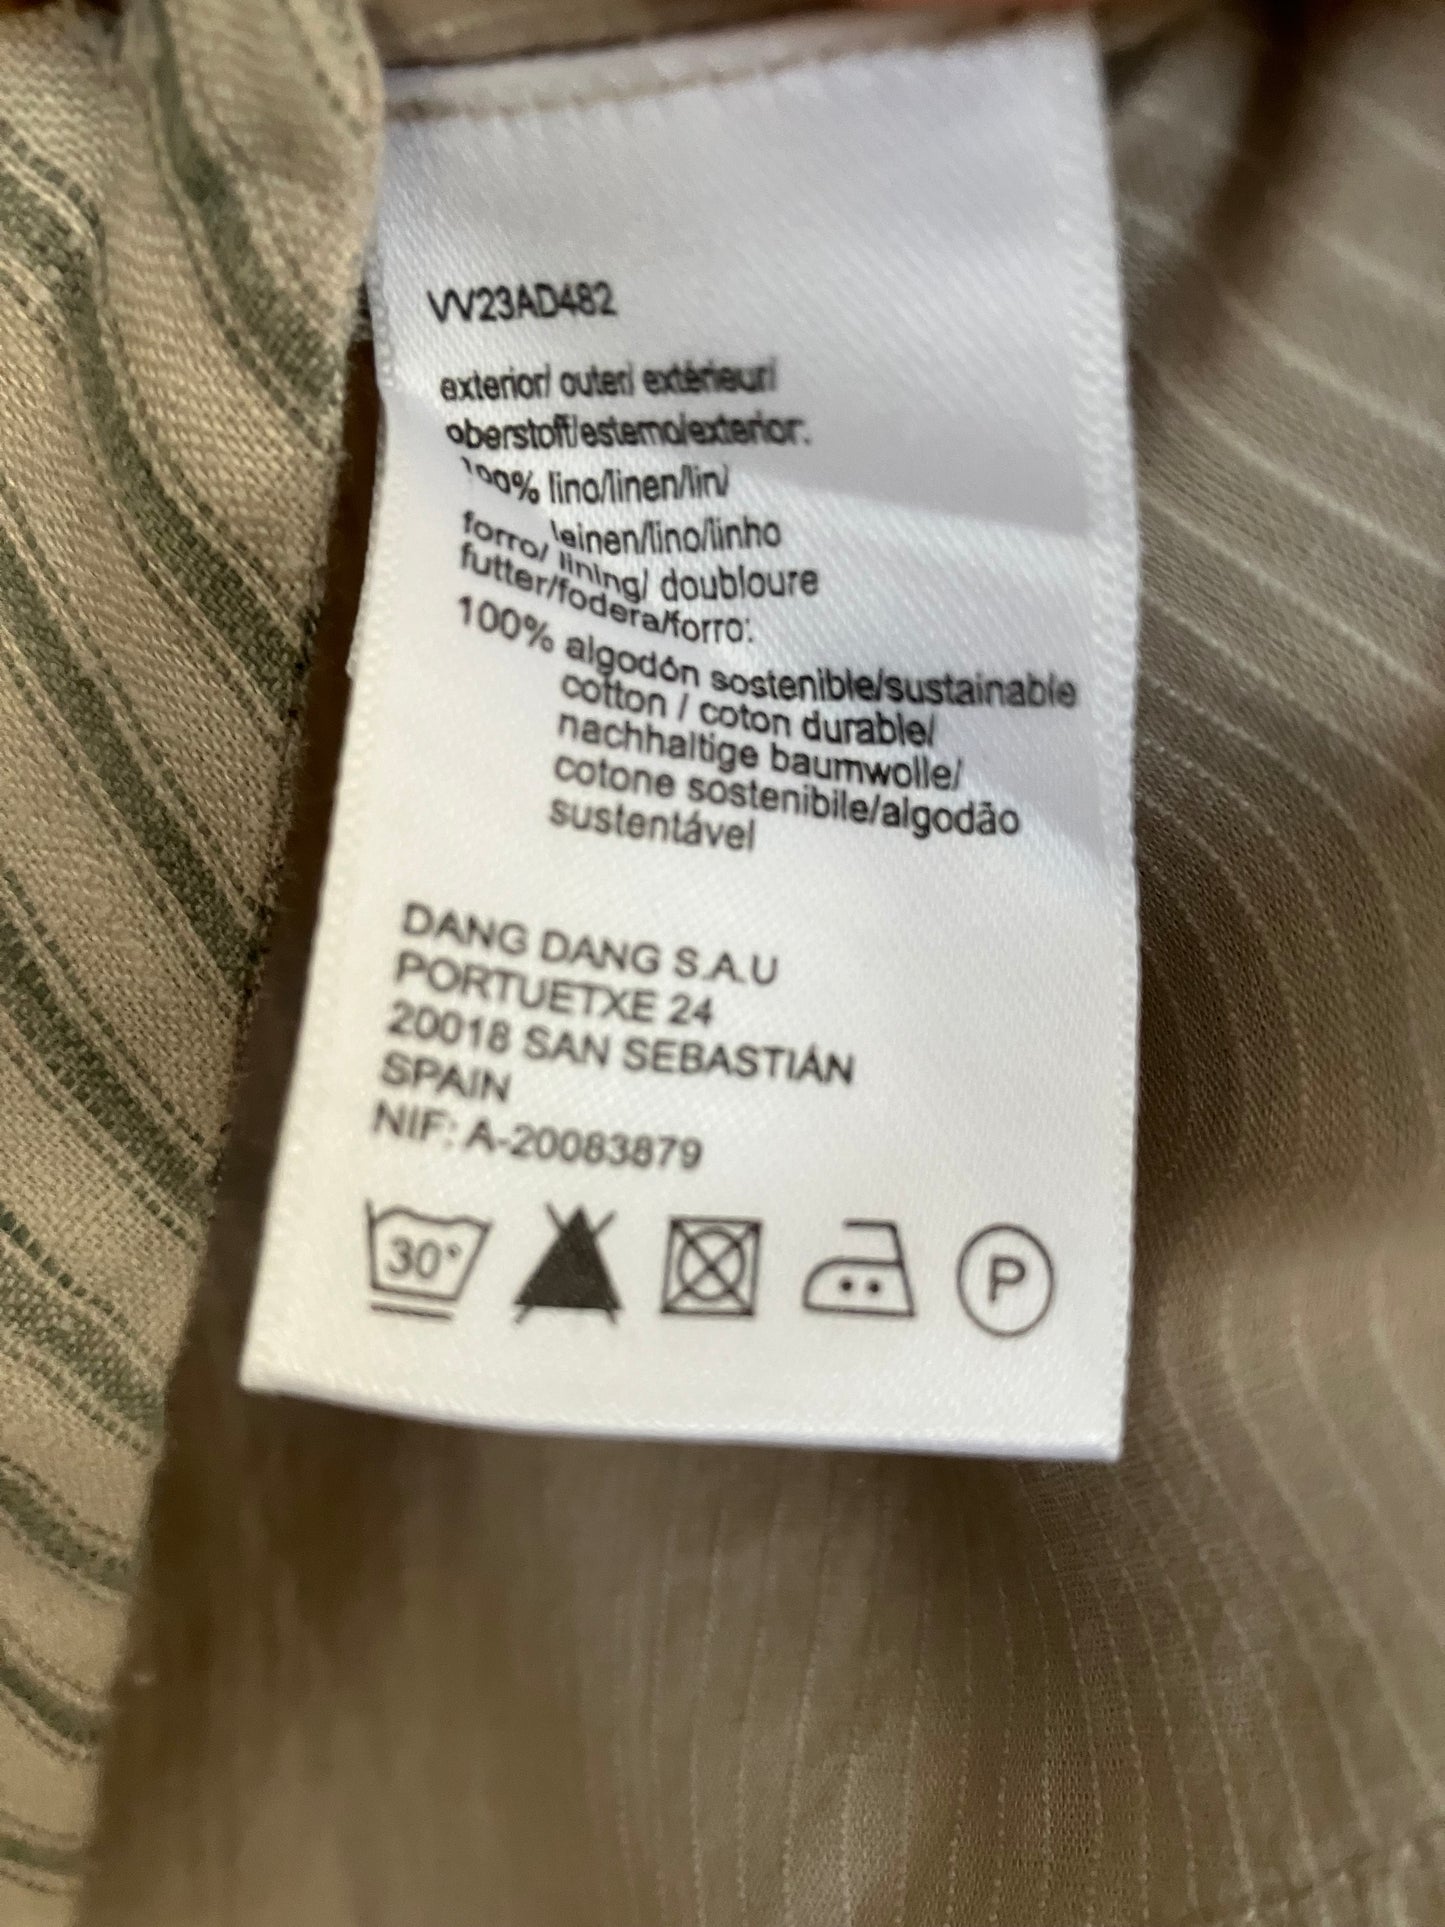 VV23AD482
exterior/ outer/ extérieur/
oberstoff/esterno/exterior:
100% lino/linen/lin/
leinen/lino/linho
forro/ lining/ doubloure
futter/fodera/forro:
100% algodón sostenible/sustainable
cotton / coton durable/
nachhaltige baumwolle/
cotone sostenibile/algodão
sustentável
DANG DANG S.A.U
PORTUETXE 24
20018 SAN SEBASTIÁN
SPAIN
NIF: A-20083879
30°
P